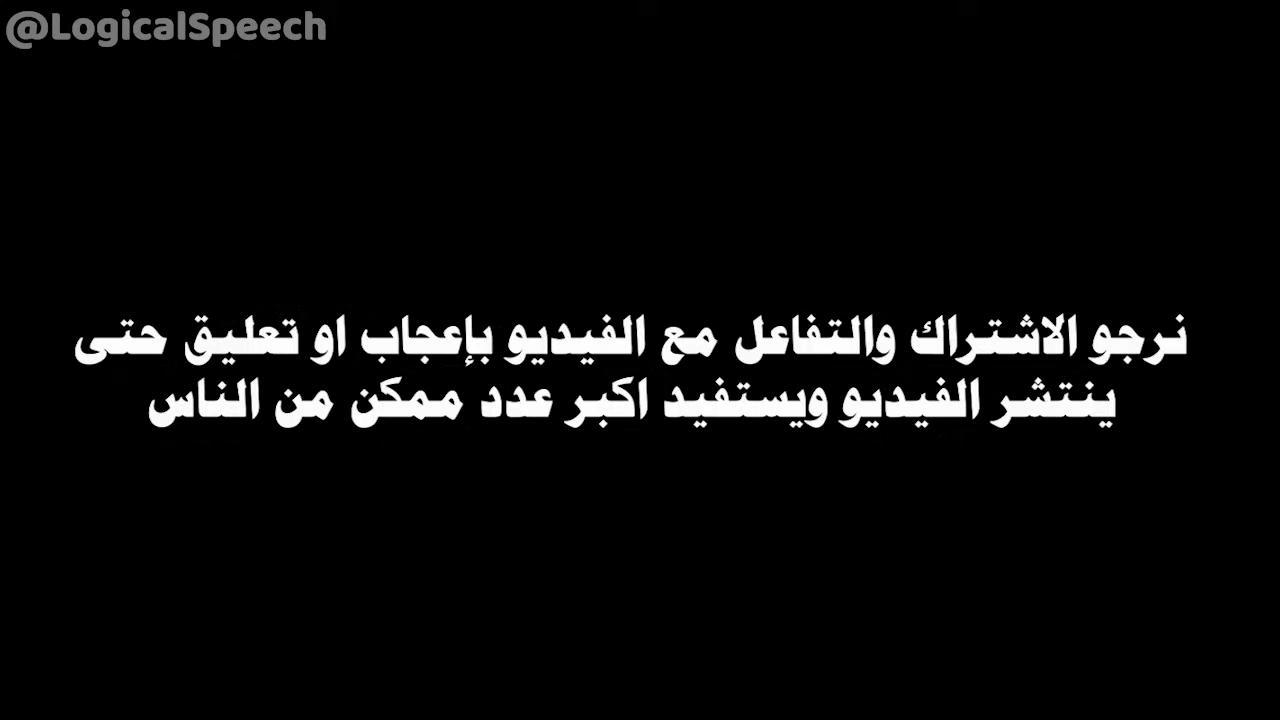 @LogicalSpeech
نرجو الاشتراك والتفاعل مع الفيديو بإعجاب او تعليق حتى
ينتشر الفيديو ويستفيد اكبر عدد ممكن من الناس